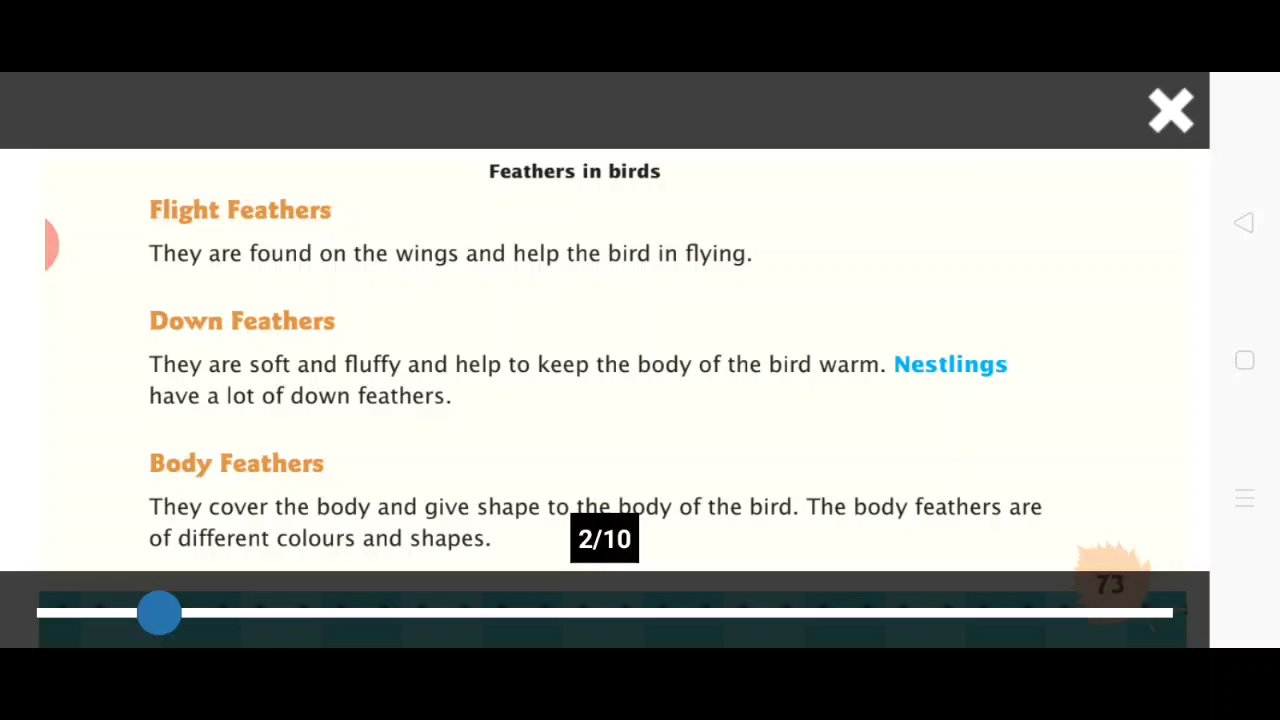 Feathers in birds
Flight Feathers
They are found on the wings and help the bird in flying.
Down Feathers
They are soft and fluffy and help to keep the body of the bird warm. Nestlings
have a lot of down feathers.
Body Feathers
They cover the body and give shape to the body of the bird. The body feathers are
of different colours and shapes.
2/10
73